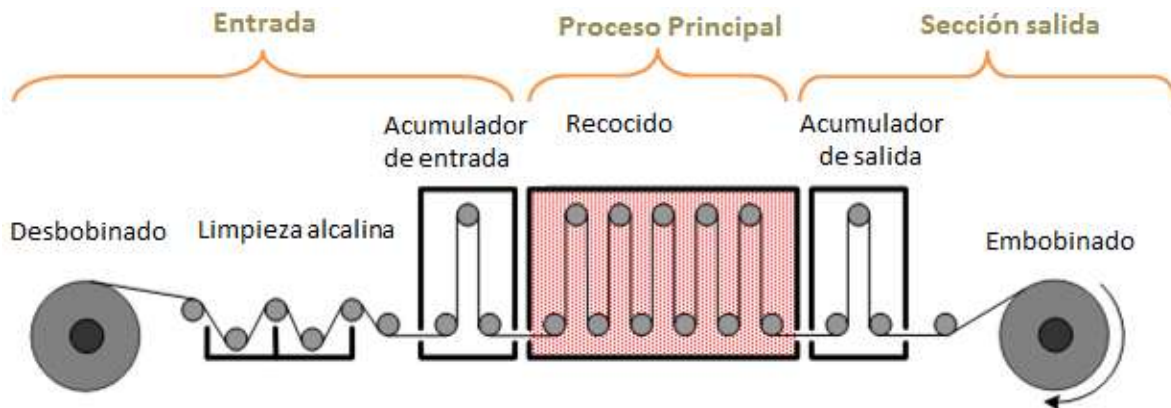 Entrada
Proceso Principal
Sección salida
Acumulador
de entrada
Recocido
Acumulador
de salida
Desbobinado
Limpieza alcalina
Embobinado